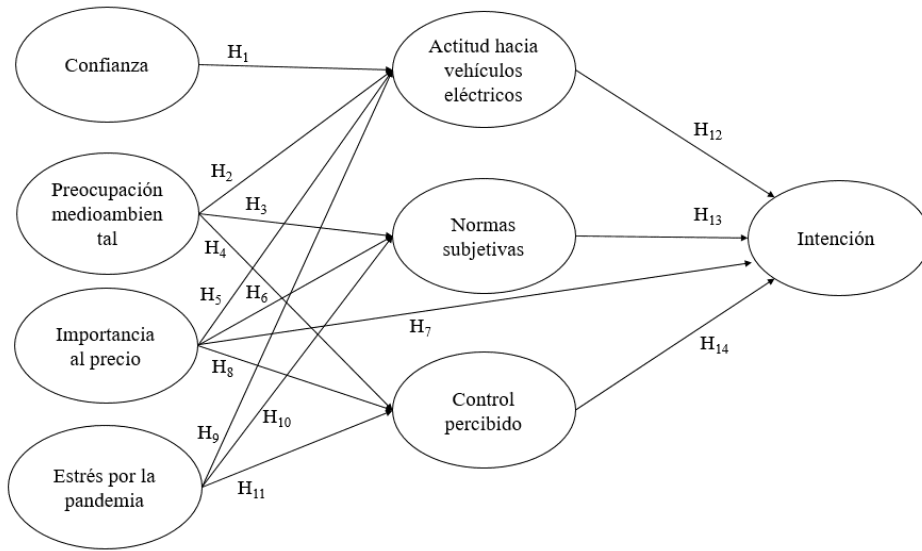 Confianza
H1
Actitud hacia
vehículos
eléctricos
H12
Preocupación
medioambien
tal
H2
H3
H4
Normas
subjetivas
H13
Intención
Importancia
al precio
H5
H6
H7
H8
H14
Control
percibido
Estrés por la
pandemia
H9
H10
H11